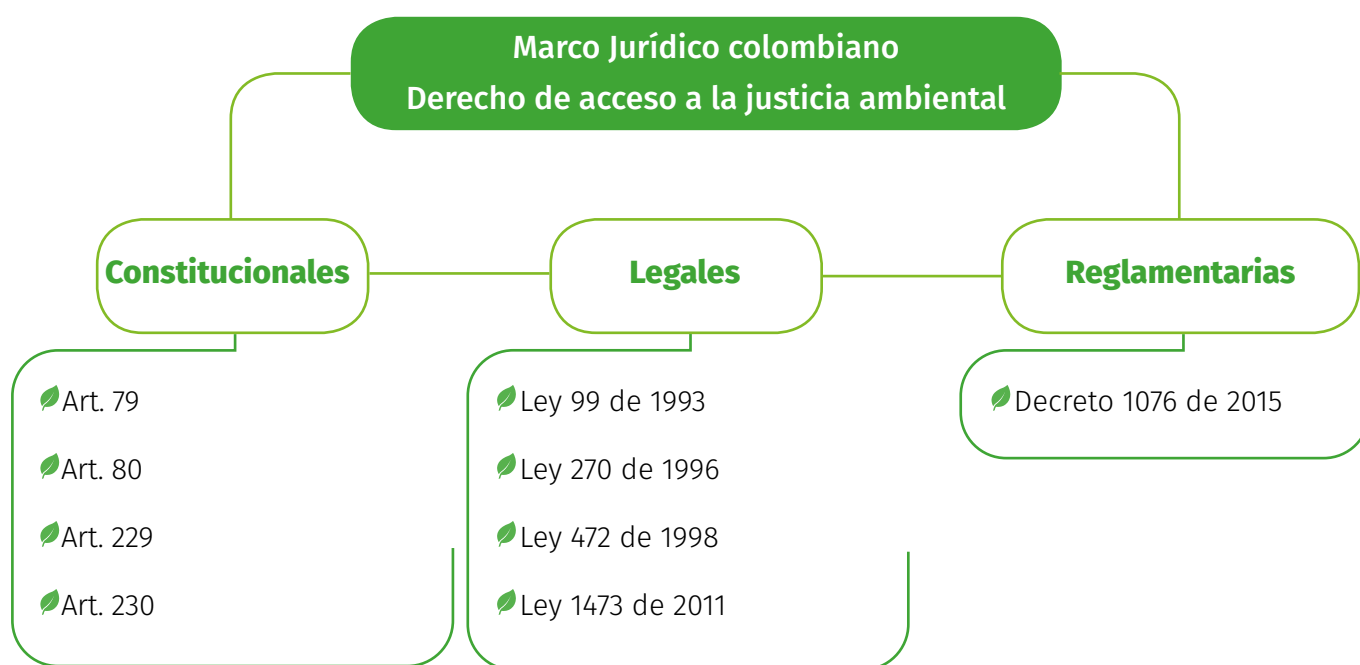 Marco Jurídico colombiano
Derecho de acceso a la justicia ambiental
Constitucionales
Art. 79
Art. 80
Art. 229
Art. 230
Legales
Ley 99 de 1993
Ley 270 de 1996
Ley 472 de 1998
Ley 1473 de 2011
Reglamentarias
Decreto 1076 de 2015